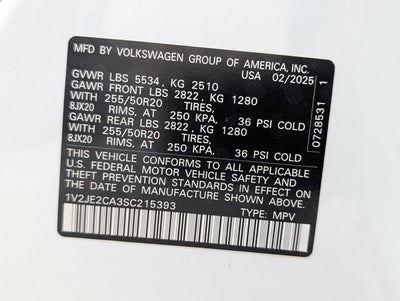 MFD BY VOLKSWAGEN GROUP OF AMERICA, INC.
USA 02/2025
GVWR LBS 5534, KG 2510
GAWR FRONT LBS 2822, KG 1280
WITH 255/50R20 TIRES,
8JX20 RIMS, AT 250 KPA, 36 PSI COLD
GAWR REAR LBS 2822, KG 1280
WITH 255/50R20 TIRES,
8JX20 RIMS, AT 250 KPA, 36 PSI COLD
THIS VEHICLE CONFORMS TO ALL APPLICABLE
U.S. FEDERAL MOTOR VEHICLE SAFETY AND
THEFT PREVENTION STANDARDS IN EFFECT ON
THE DATE OF MANUFACTURE SHOWN ABOVE.
1V2JE2CA3SC215393
TYPE: MPV
0728531 1